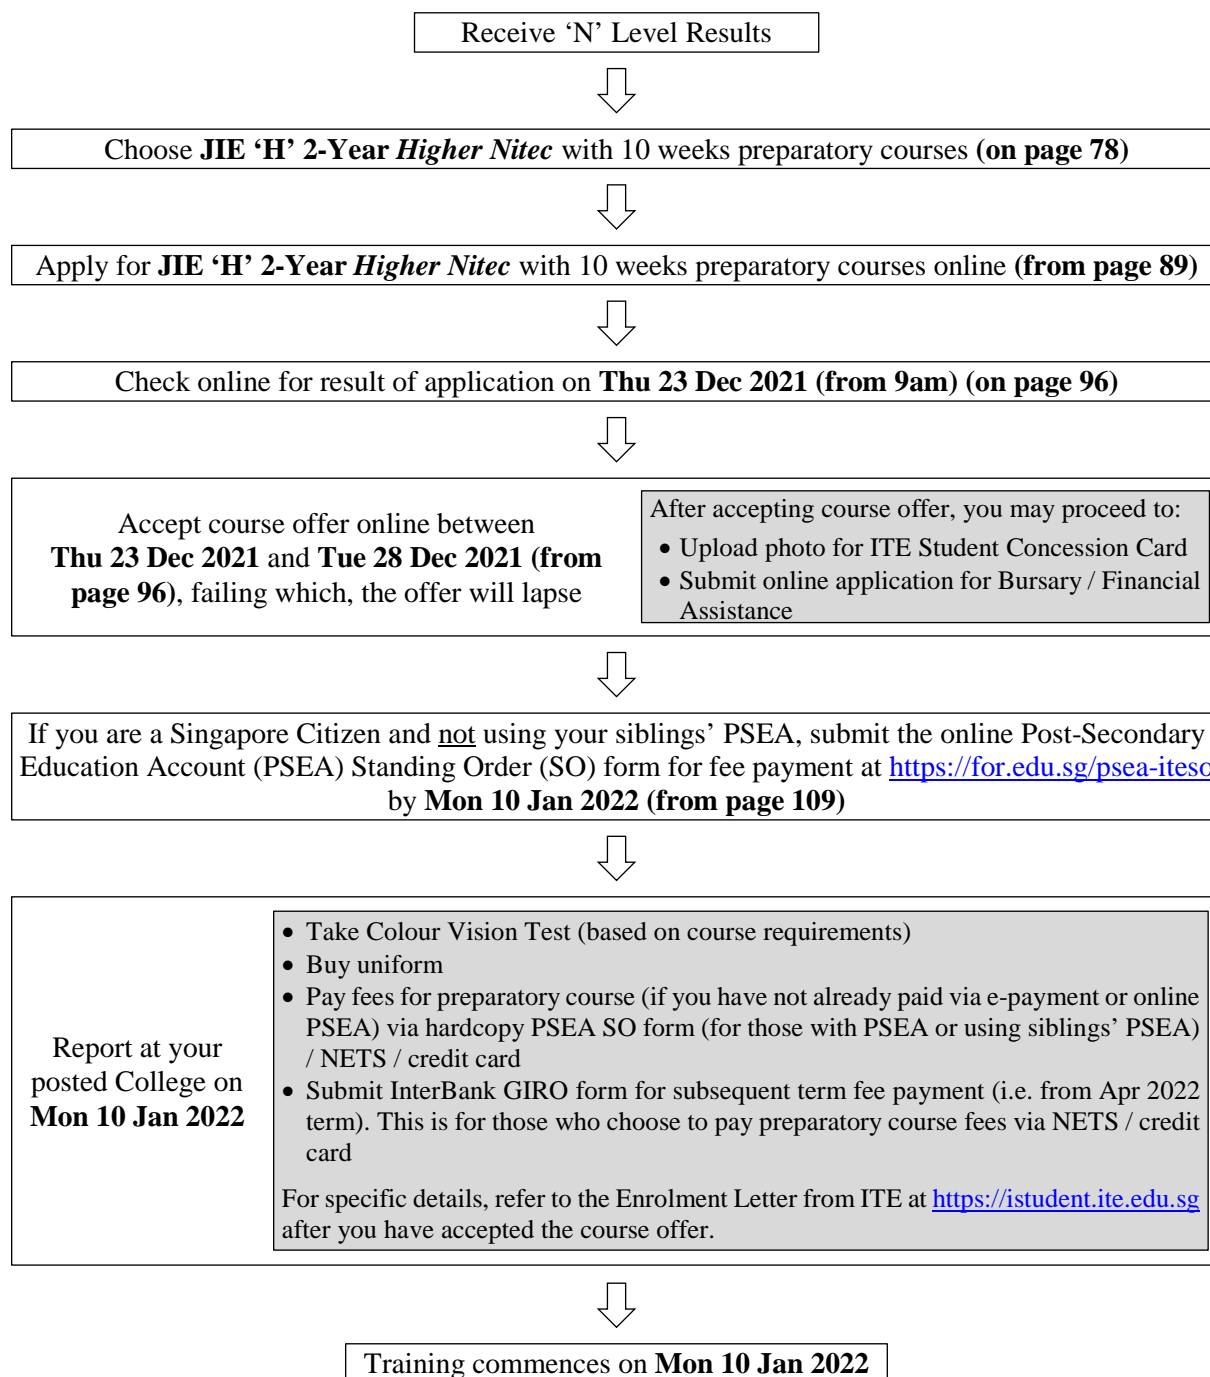 Receive ‘N’ Level Results
Choose JIE ‘H’ 2-Year Higher Nitec with 10 weeks preparatory courses (on page 78)
Apply for JIE ‘H’ 2-Year Higher Nitec with 10 weeks preparatory courses online (from page 89)
Check online for result of application on Thu 23 Dec 2021 (from 9am) (on page 96)
Accept course offer online between
Thu 23 Dec 2021 and Tue 28 Dec 2021 (from
page 96), failing which, the offer will lapse
After accepting course offer, you may proceed to:
• Upload photo for ITE Student Concession Card
• Submit online application for Bursary / Financial
Assistance
If you are a Singapore Citizen and not using your siblings’ PSEA, submit the online Post-Secondary
Education Account (PSEA) Standing Order (SO) form for fee payment at https://for.edu.sg/psea-iteso
by Mon 10 Jan 2022 (from page 109)
Report at your
posted College on
Mon 10 Jan 2022
• Take Colour Vision Test (based on course requirements)
• Buy uniform
• Pay fees for preparatory course (if you have not already paid via e-payment or online
PSEA) via hardcopy PSEA SO form (for those with PSEA or using siblings’ PSEA)
/ NETS / credit card
• Submit InterBank GIRO form for subsequent term fee payment (i.e. from Apr 2022
term). This is for those who choose to pay preparatory course fees via NETS / credit
card
For specific details, refer to the Enrolment Letter from ITE at https://istudent.ite.edu.sg
after you have accepted the course offer.
Training commences on Mon 10 Jan 2022